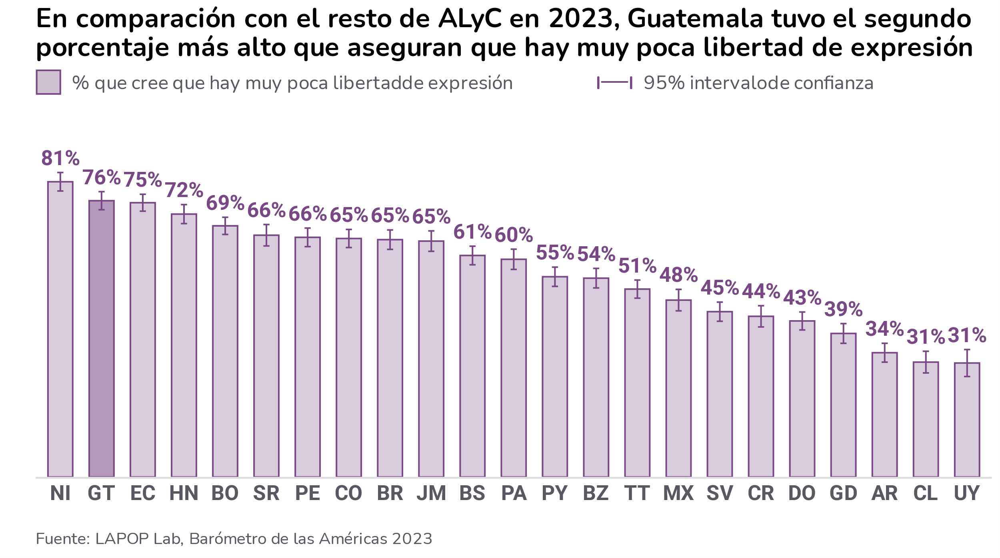 En comparación con el resto de ALyC en 2023, Guatemala tuvo el segundo
porcentaje más alto que aseguran que hay muy poca libertad de expresión
% que cree que hay muy poca libertadde expresión 95% intervalode confianza
81% 76% 75% 72% 69% 66% 66% 65% 65% 65% 61% 60% 55% 54% 51% 48% 45% 44% 43% 39% 34% 31% 31%
NI GT EC HN BO SR PE CO BR JM BS PA PY BZ TT MX SV CR DO GD AR CL UY
Fuente: LAPOP Lab, Barómetro de las Américas 2023